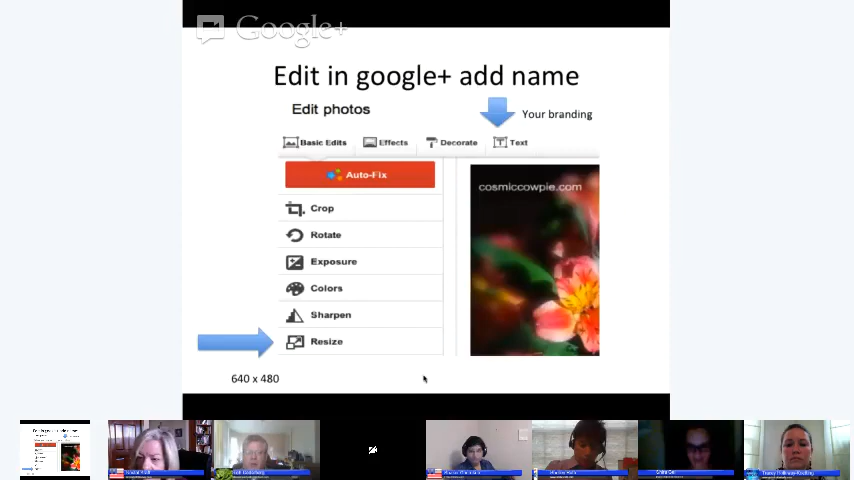 Google+
Edit in google+ add name
Edit photos
Your branding
Basic Edits
Effects
Decorate
Text
Auto-Fix
cosmiccowpie.com
Crop
Rotate
Exposure
Colors
Sharpen
Resize
640 x 480